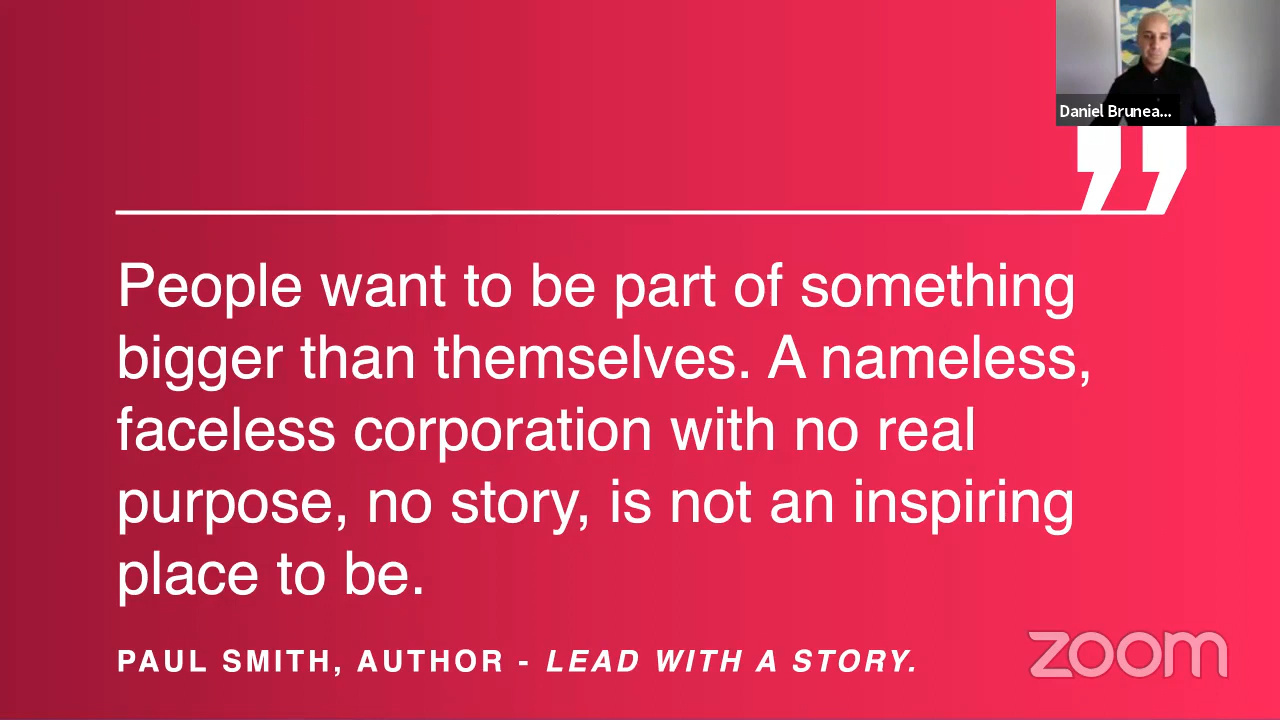 Daniel Brunea...
”
People want to be part of something
bigger than themselves. A nameless,
faceless corporation with no real
purpose, no story, is not an inspiring
place to be.
PAUL SMITH, AUTHOR - LEAD WITH A STORY.
zoom